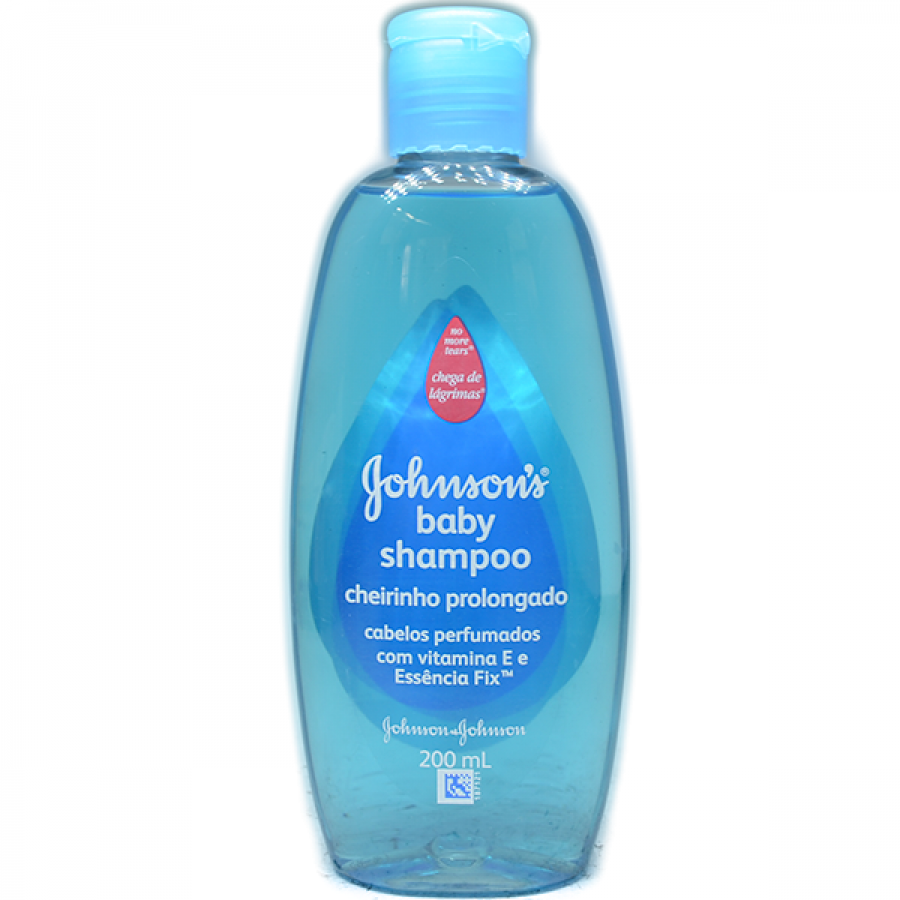 no
more
tears®
chega de
lágrimas®
Johnson's®
baby
shampoo
cheirinho prolongado
cabelos perfumados
com vitamina E e
Essência Fix™
Johnson & Johnson
200 mL
187121